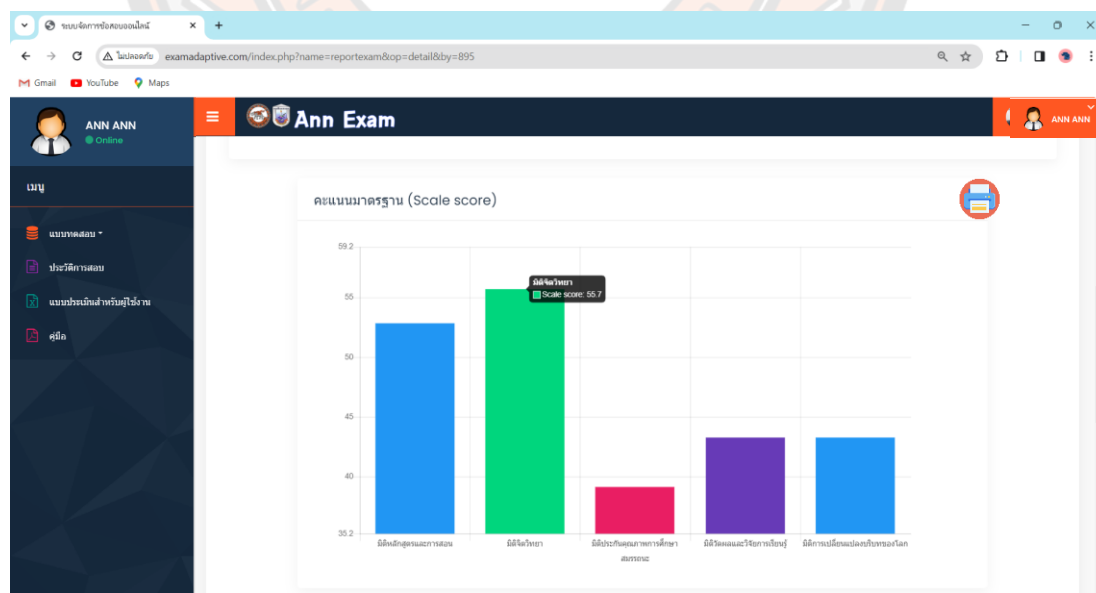 ระบบจัดการข้อสอบออนไลน์
ไม่ปลอดภัย examadaptive.com/index.php?name=reportexam&op=detail&by=895
Gmail YouTube Maps
ANN ANN
Online
Ann Exam
ANN ANN
เมนู
แบบทดสอบ
ประวัติการสอบ
แบบประเมินสำหรับผู้ใช้งาน
คู่มือ
คะแนนมาตรฐาน (Scale score)
59.2
55
50
45
40
35.2
มิติจิตวิทยา
Scale score: 55.7
มิติหลักสูตรและการสอน
มิติจิตวิทยา
มิติประกันคุณภาพการศึกษา
สมรรถนะ
มิติวัดผลและวิจัยการเรียนรู้
มิติการเปลี่ยนแปลงบริบทของโลก